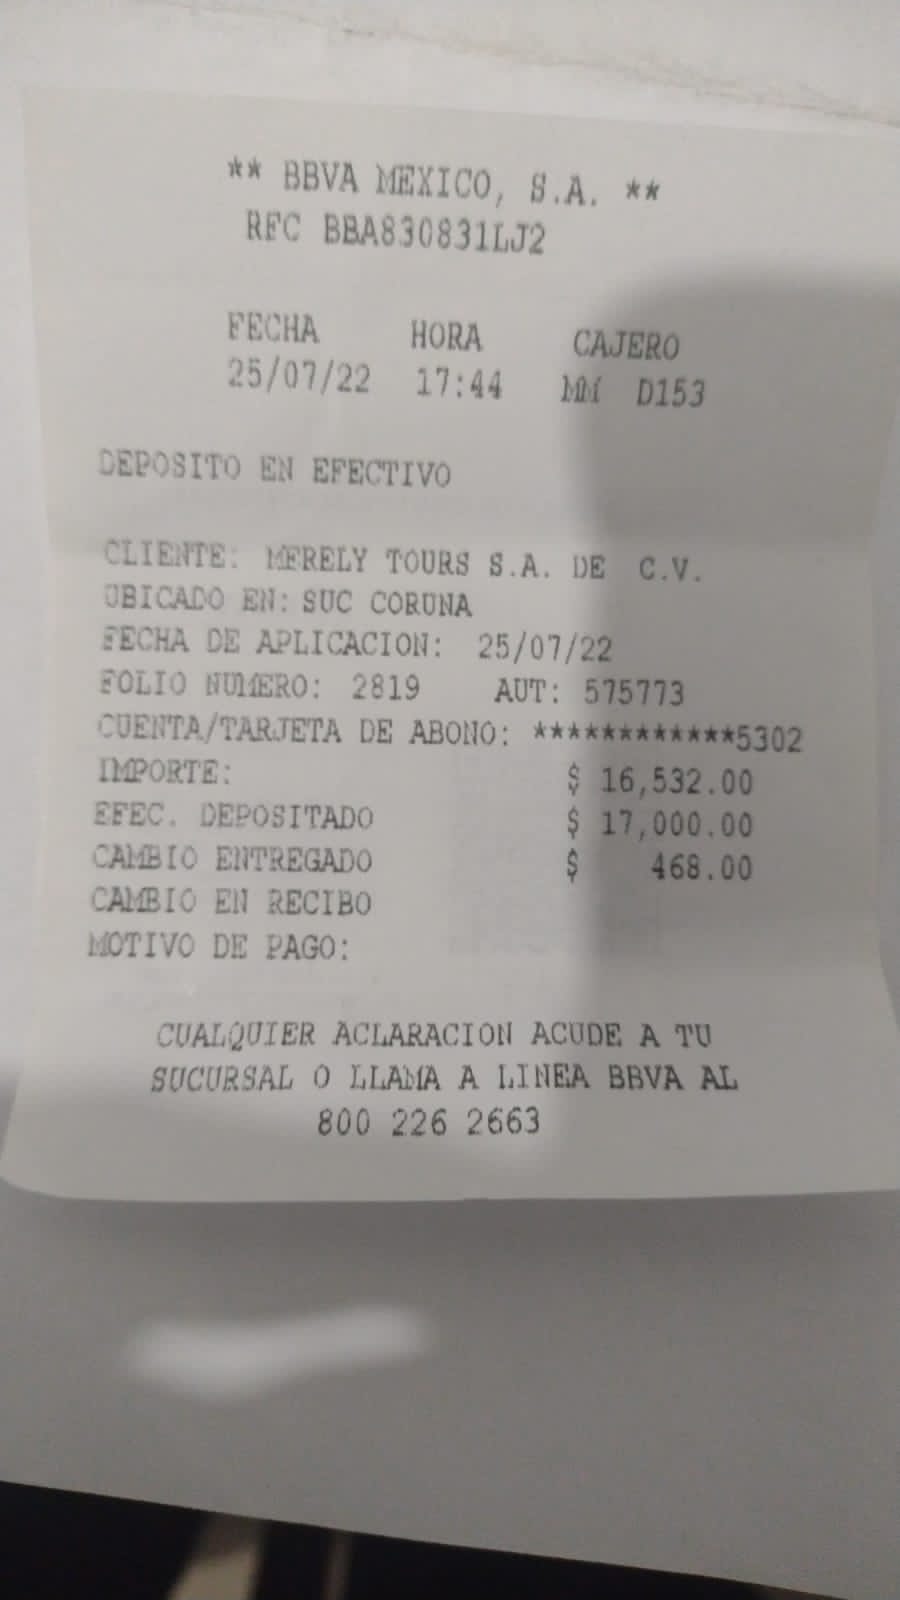 ** BBVA MEXICO, S.A. **
RFC BBA830831LJ2
FECHA HORA CAJERO
25/07/22 17:44 MM D153
DEPOSITO EN EFECTIVO
CLIENTE: MERELY TOURS S.A. DE C.V.
UBICADO EN: SUC CORUNA
FECHA DE APLICACION: 25/07/22
FOLIO NUMERO: 2819 AUT: 575773
CUENTA/TARJETA DE ABONO: ************5302
IMPORTE: $ 16,532.00
EFEC. DEPOSITADO $ 17,000.00
CAMBIO ENTREGADO $ 468.00
CAMBIO EN RECIBO
MOTIVO DE PAGO:
CUALQUIER ACLARACION ACUDE A TU
SUCURSAL O LLAMA A LINEA BBVA AL
800 226 2663